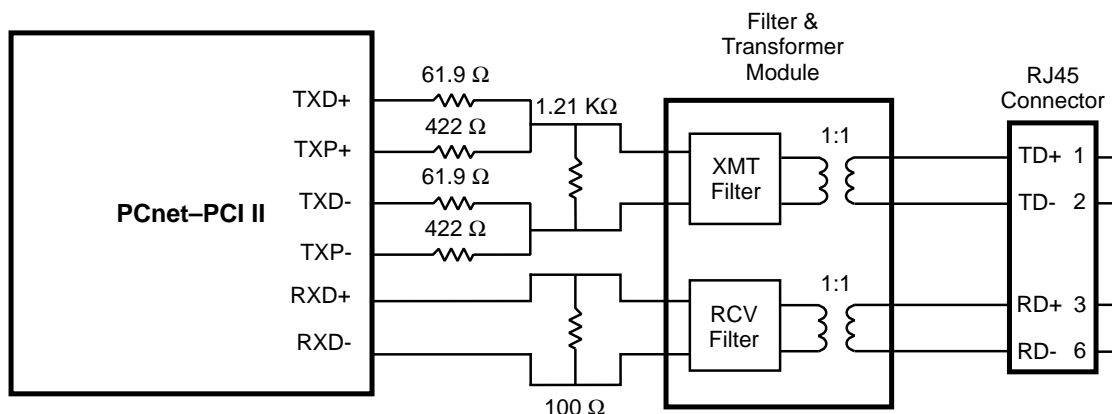 Filter &
Transformer
Module
RJ45
Connector
PCnet–PCI II
TXD+
TXP+
TXD-
TXP-
RXD+
RXD-
61.9 Ω
422 Ω
61.9 Ω
422 Ω
1.21 KΩ
100 Ω
XMT
Filter
1:1
RCV
Filter
1:1
TD+ 1
TD- 2
RD+ 3
RD- 6